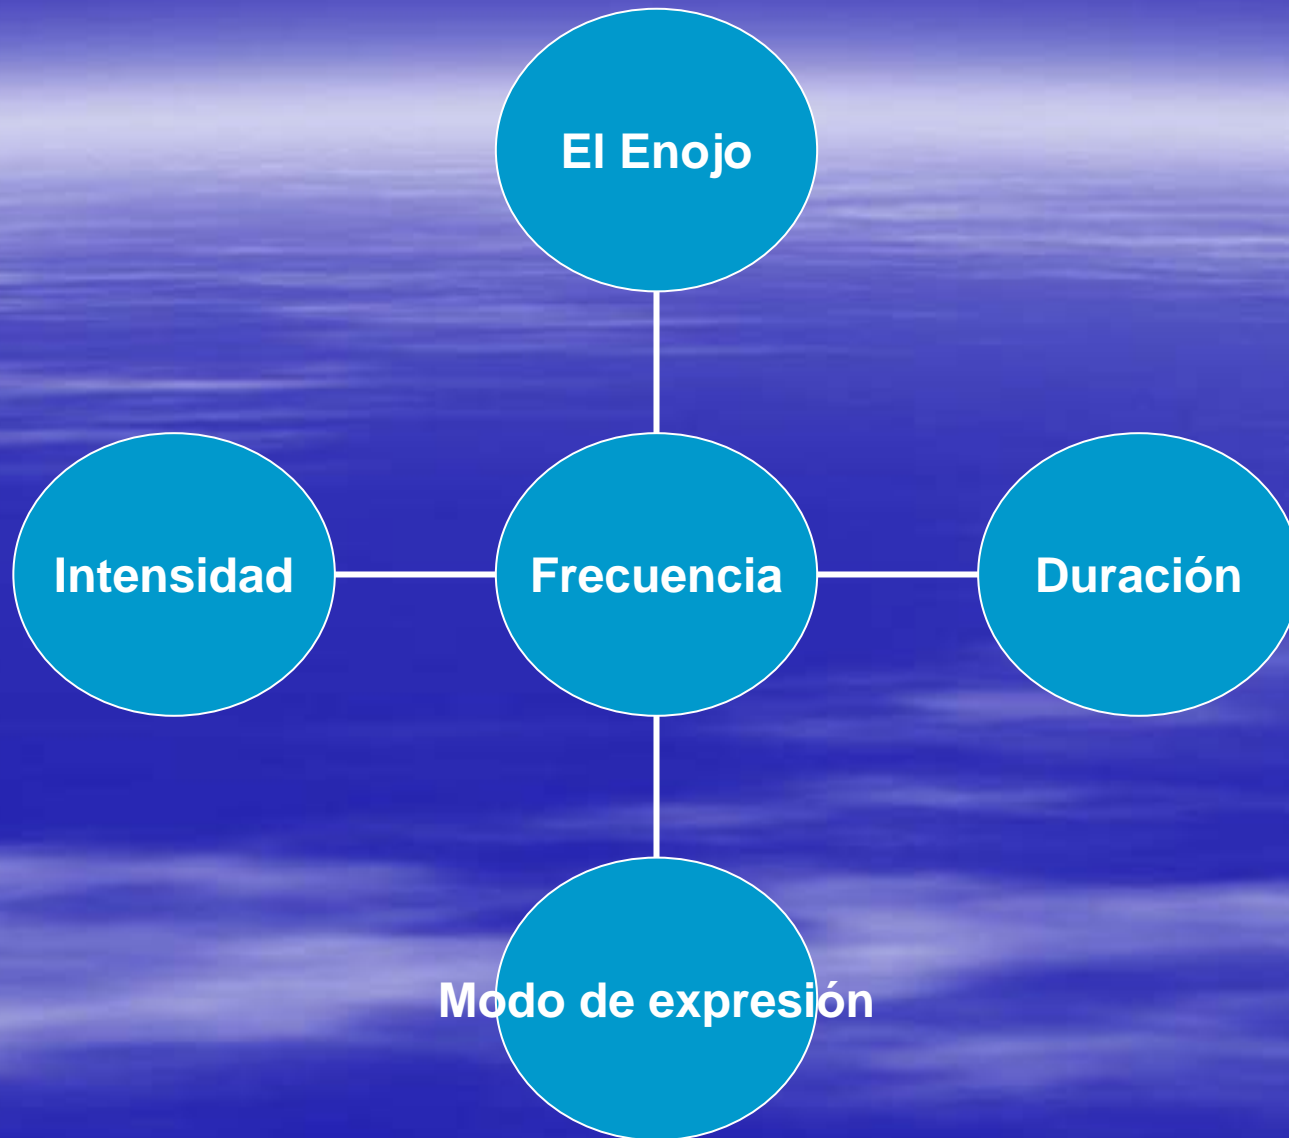 El Enojo
Intensidad
Frecuencia
Duración
Modo de expresión